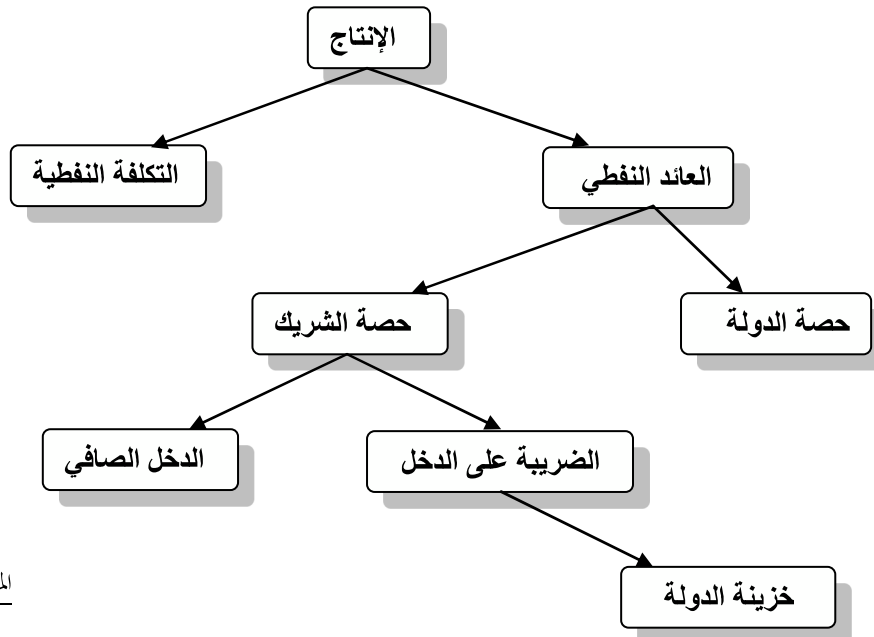 الإنتاج
العائد النفطي
التكلفة النفطية
حصة الدولة
حصة الشريك
الضريبة على الدخل
الدخل الصافي
خزينة الدولة